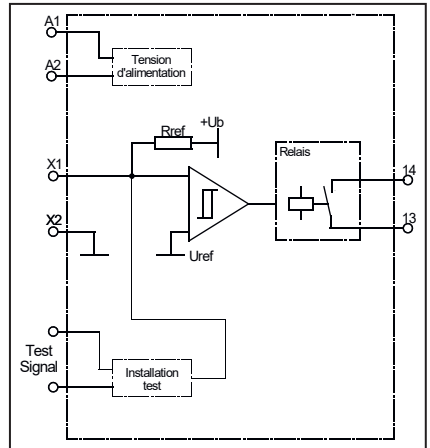 A1
A2
Tension
d'alimentation
+Ub
Rref
X1
Relais
14
13
X2
Uref
Test
Signal
Installation
test